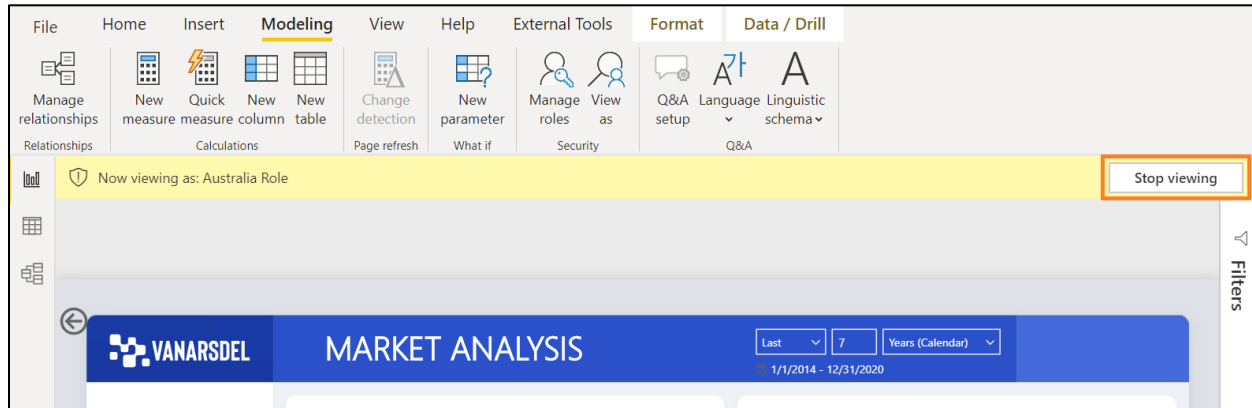 File Home Insert Modeling View Help External Tools Format Data / Drill
Manage relationships
New measure
Quick measure
New column
New table
Change detection
New parameter
Manage roles
View as
Q&A setup
Language
Linguistic schema
Relationships Calculations Page refresh What if Security Q&A
Now viewing as: Australia Role Stop viewing
Filters
VANARSDEL MARKET ANALYSIS Last 7 Years (Calendar)
1/1/2014 - 12/31/2020